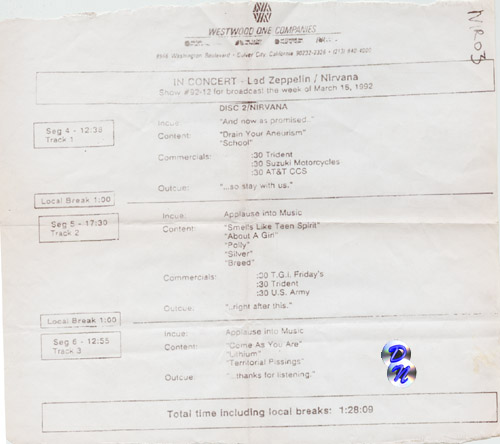 WESTWOOD ONE COMPANIES
Washington Boulevard - Culver City, California 90232-2326 • (213)
NR03
IN CONCERT - Led Zeppelin / Nirvana
Show #92-12 for broadcast the week of March 16, 1992
DISC 2/NIRVANA
Seg 4 - 12:38
Track 1
Incue: "And now as promised.."
Content: "Drain Your Aneurism"
"School"
Commercials: :30 Trident
:30 Suzuki Motorcycles
:30 AT&T CCS
Outcue: "...so stay with us."
Local Break 1:00
Seg 5 - 17:30
Track 2
Incue: Applause into Music
Content: "Smells Like Teen Spirit"
"About A Girl"
"Polly"
"Silver"
"Breed"
Commercials: :30 T.G.I. Friday's
:30 Trident
:30 U.S. Army
Outcue: "..right after this."
Local Break 1:00
Seg 6 - 12:55
Track 3
Incue: Applause into Music
Content: "Come As You Are"
"Lithium"
"Territorial Pissings"
Outcue: "...thanks for listening."
DN
Total time including local breaks: 1:28:09